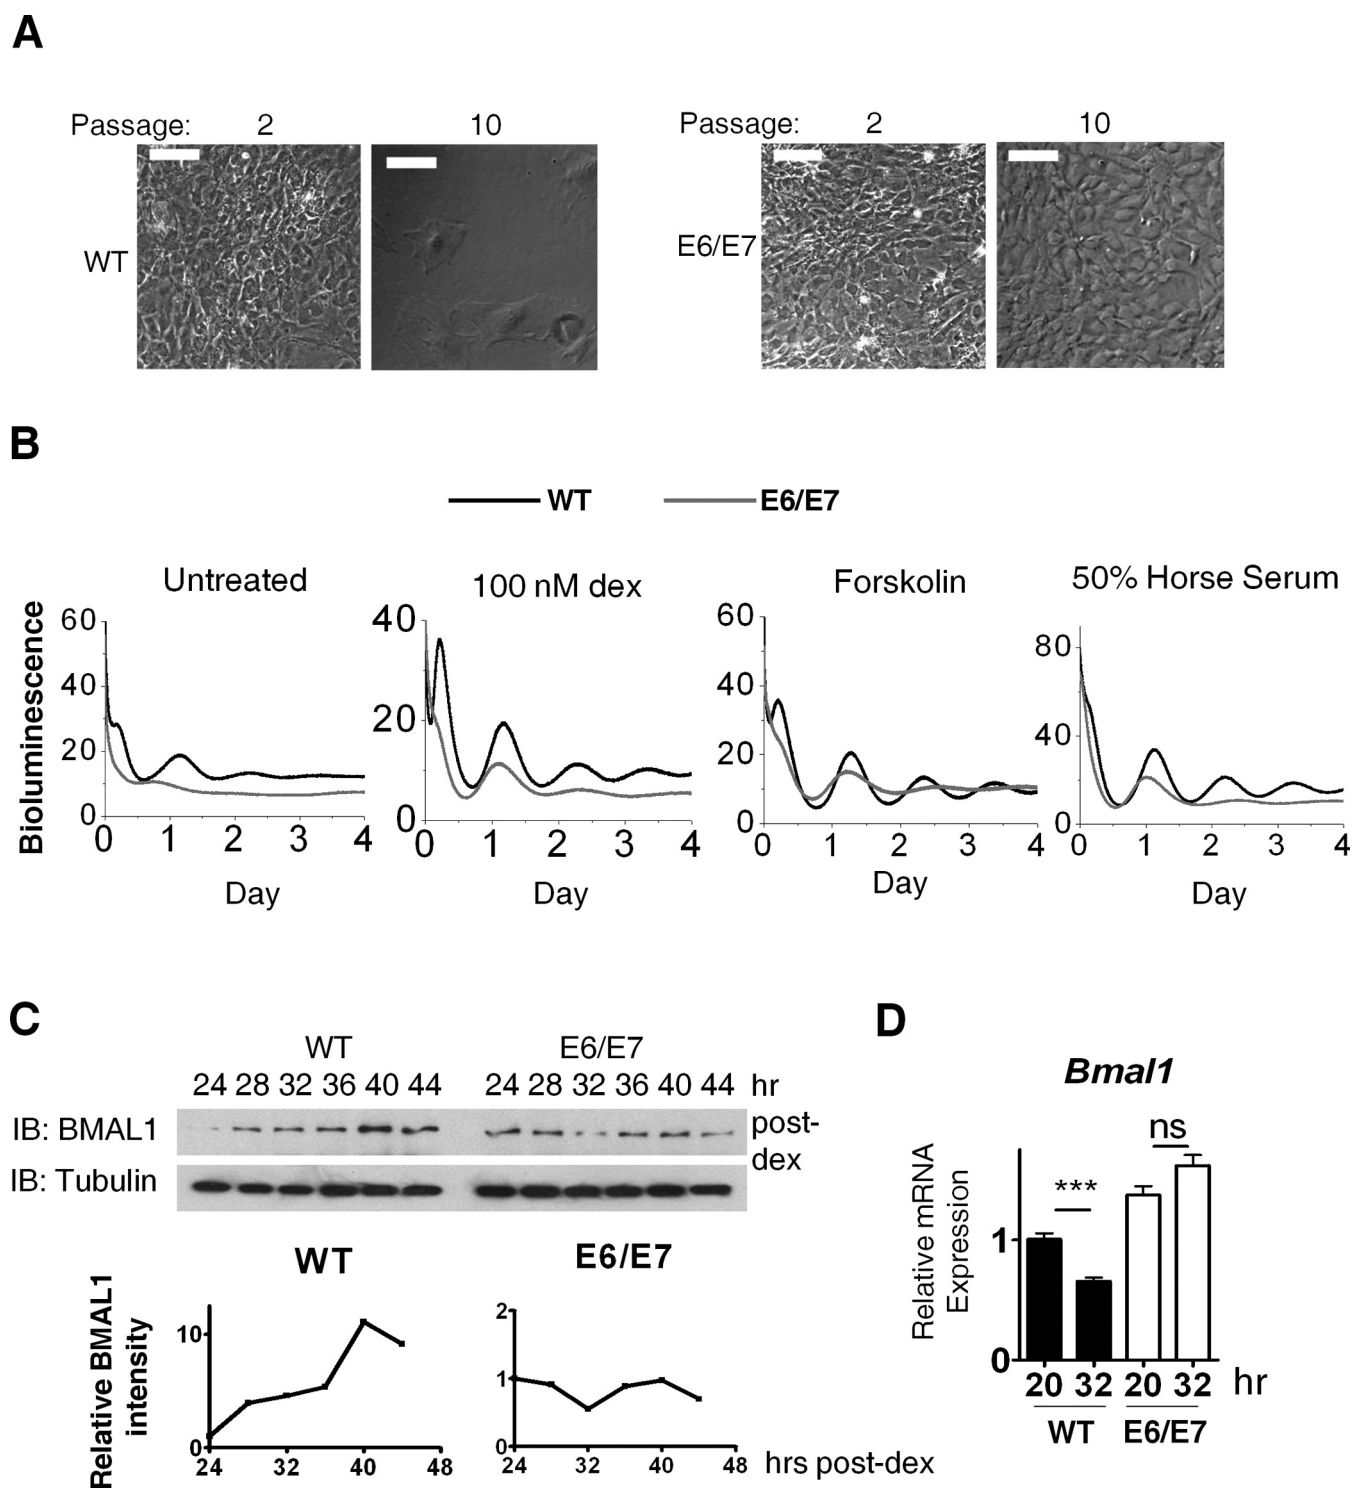 A
Passage: 2 10
WT
Passage: 2 10
E6/E7
B
WT E6/E7
Untreated
100 nM dex
Forskolin
50% Horse Serum
Bioluminescence
60
40
20
0
0 1 2 3 4
Day
40
20
0
0 1 2 3 4
Day
60
40
20
0
0 1 2 3 4
Day
80
40
0
0 1 2 3 4
Day
C
WT E6/E7
24 28 32 36 40 44 24 28 32 36 40 44 hr
post-
dex
IB: BMAL1
IB: Tubulin
WT
Relative BMAL1
intensity
10
0
24 32 40 48
E6/E7
2
1
0
24 32 40 48 hrs post-dex
D
Bmal1
Relative mRNA
Expression
ns
***
1
0
20 32 20 32 hr
WT E6/E7